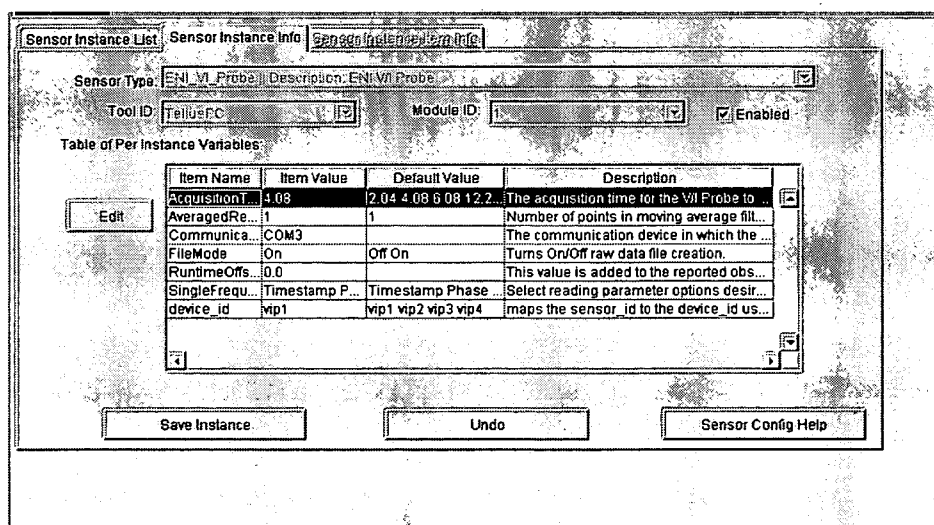 Sensor Instance List Sensor Instance Info Sensor Instance Item Info
Sensor Type: ENI_VI_Probe || Description: ENI VI Probe
Tool ID: TellusPC Module ID: 1 Enabled
Table of Per Instance Variables:
Item Name Item Value Default Value Description
AcquisitionT... 4.08 2.04 4.08 6.08 12.2... The acquisition time for the V/I Probe to ...
Edit
AveragedRe... 1 1 Number of points in moving average filt...
Communica... COM3 The communication device in which the ...
FileMode On Off On Turns On/Off raw data file creation.
RuntimeOffs... 0.0 This value is added to the reported obs...
SingleFrequ... Timestamp P... Timestamp Phase ... Select reading parameter options desir...
device_id vip1 vip1 vip2 vip3 vip4 maps the sensor_id to the device_id us...
Save Instance Undo Sensor Config Help